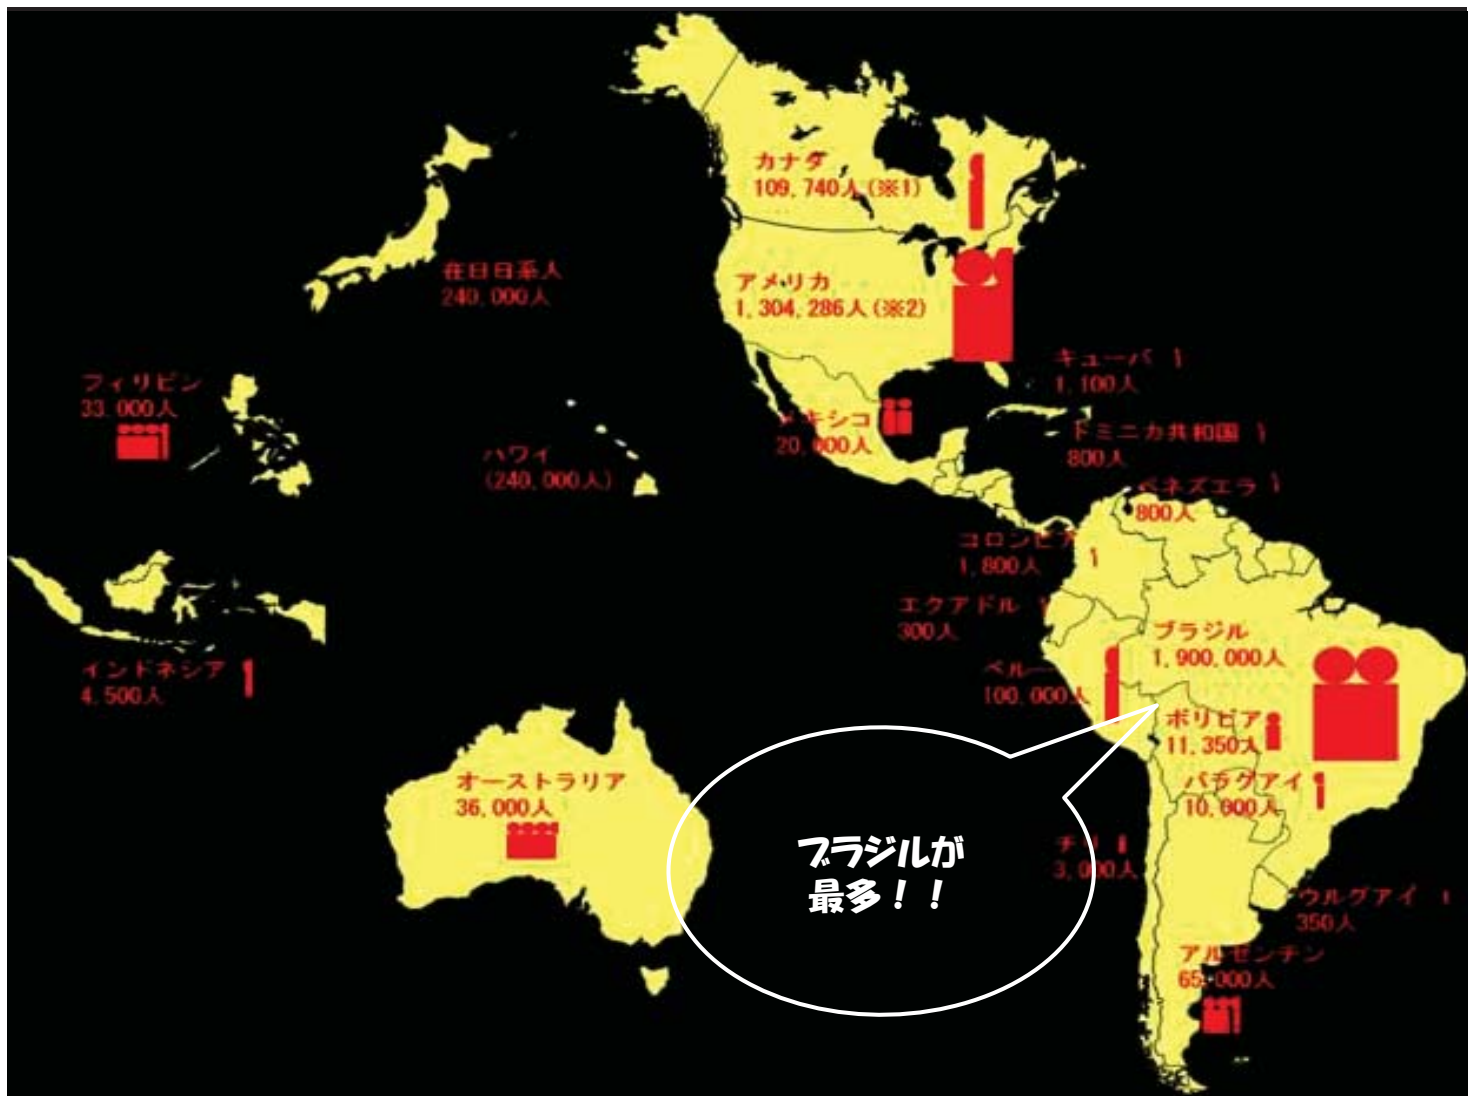 カナダ
109,740人(※1)
在日日系人
240,000人
アメリカ
1,304,286人(※2)
キューバ
1,100人
フィリピン
33,000人
メキシコ
20,000人
ドミニカ共和国
800人
ハワイ
(240,000人)
ベネズエラ
800人
コロンビア
1,800人
エクアドル
300人
ブラジル
1,900,000人
インドネシア
4,500人
ペルー
100,000人
ボリビア
11,350人
オーストラリア
36,000人
パラグアイ
10,000人
ブラジルが
最多！！
チリ
3,000人
ウルグアイ
350人
アルゼンチン
65,000人